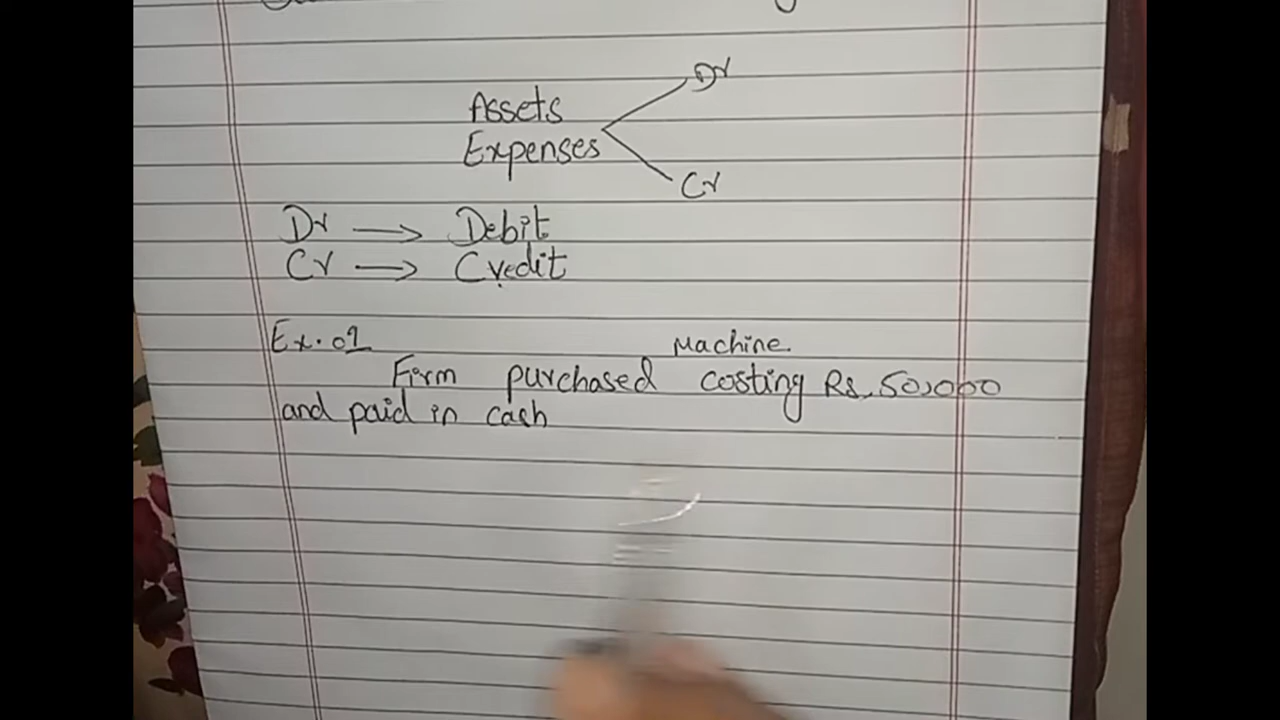 Assets
Expenses
Dr
Cr
Dr → Debit
Cr → Credit
Ex. 01
Machine
Firm purchased costing Rs. 50,000
and paid in cash